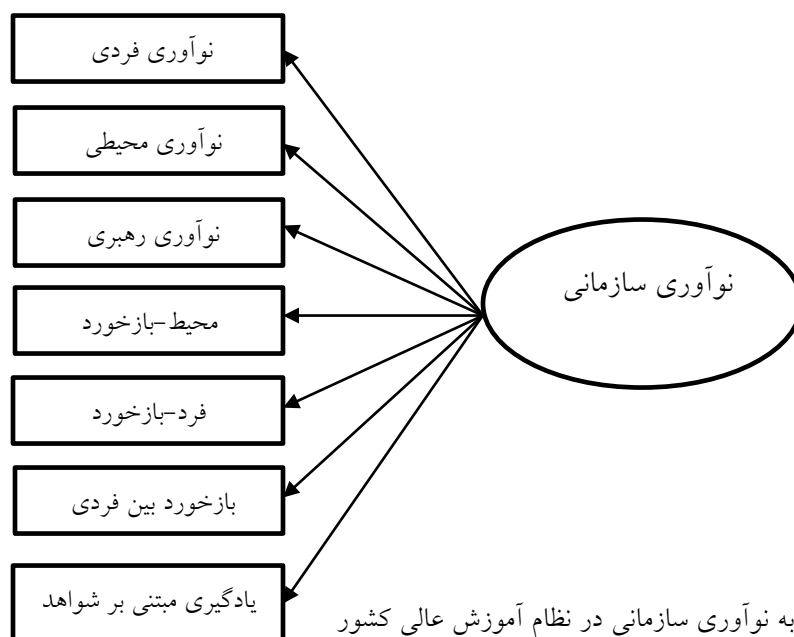 نوآوری فردی
نوآوری محیطی
نوآوری رهبری
نوآوری سازمانی
محیط-بازخورد
فرد-بازخورد
بازخورد بین فردی
یادگیری مبتنی بر شواهد
به نوآوری سازمانی در نظام آموزش عالی کشور